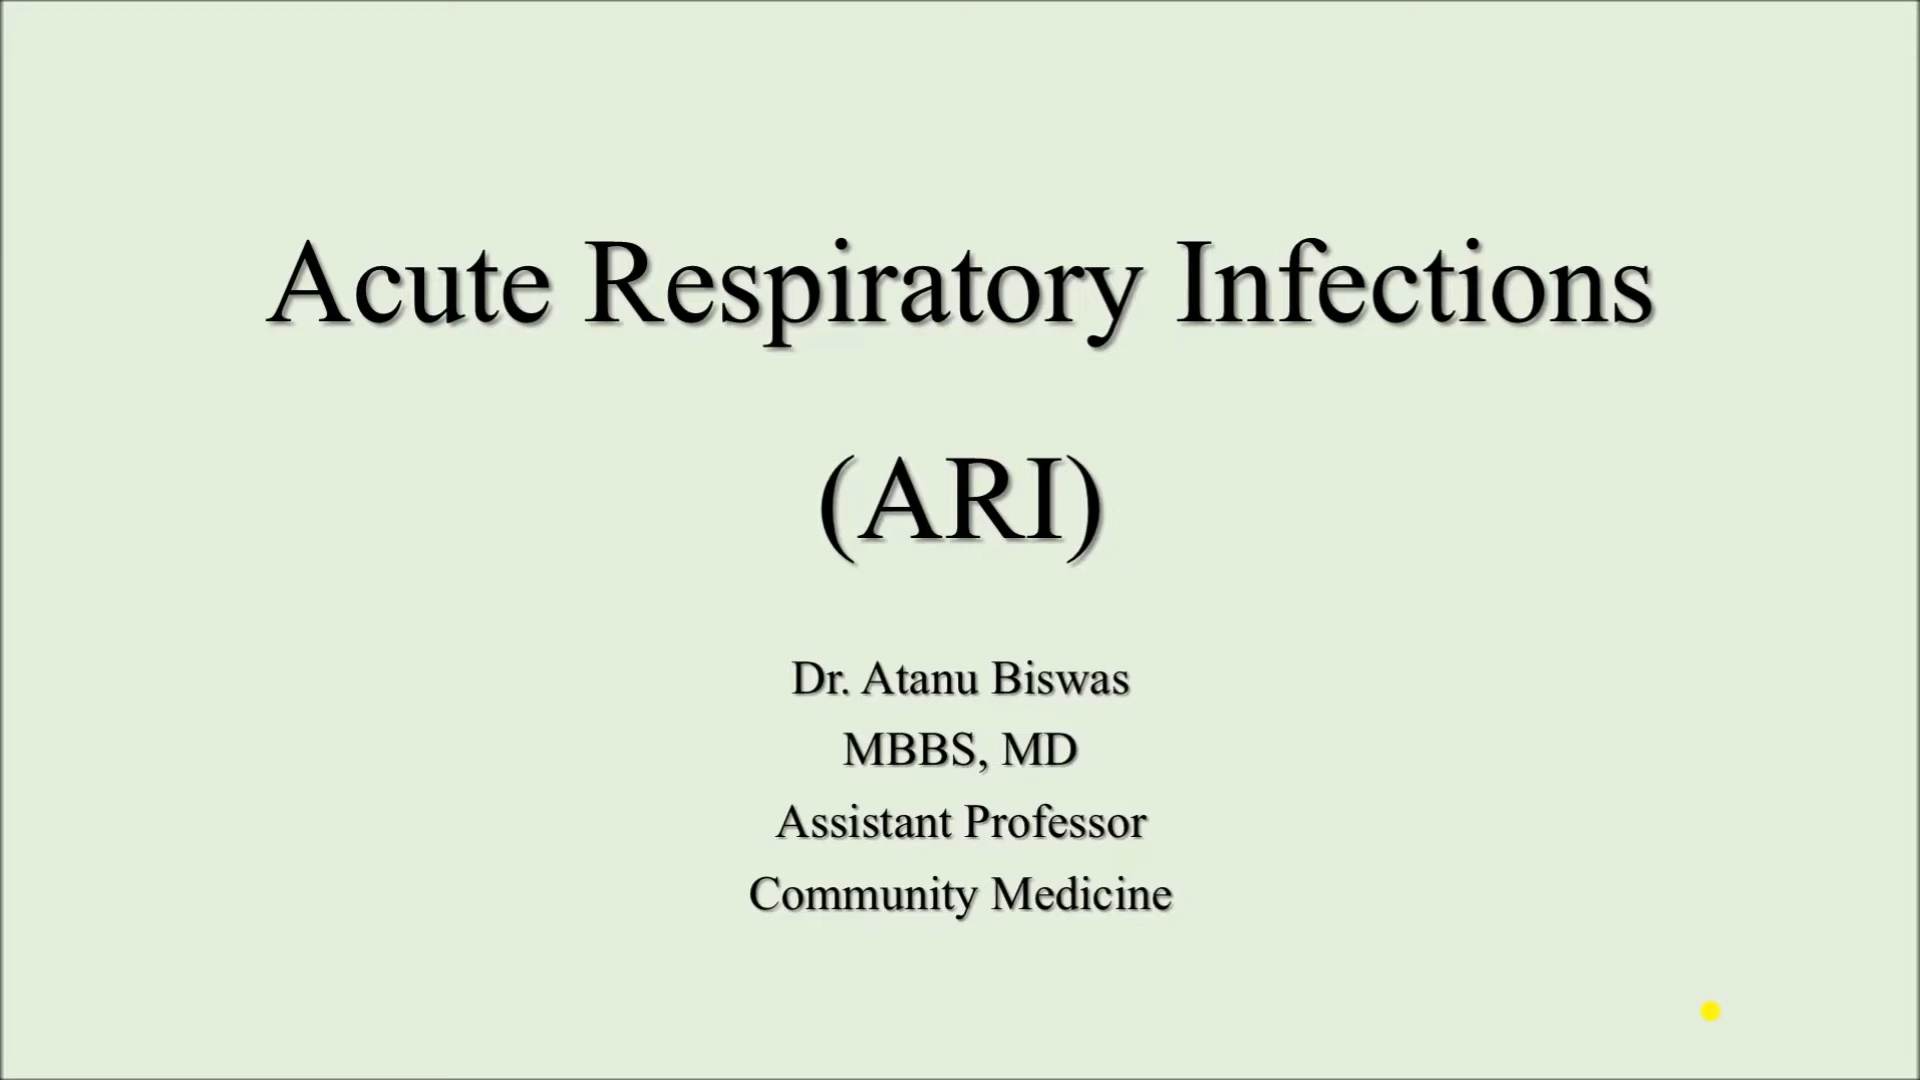 Acute Respiratory Infections
(ARI)
Dr. Atanu Biswas
MBBS, MD
Assistant Professor
Community Medicine